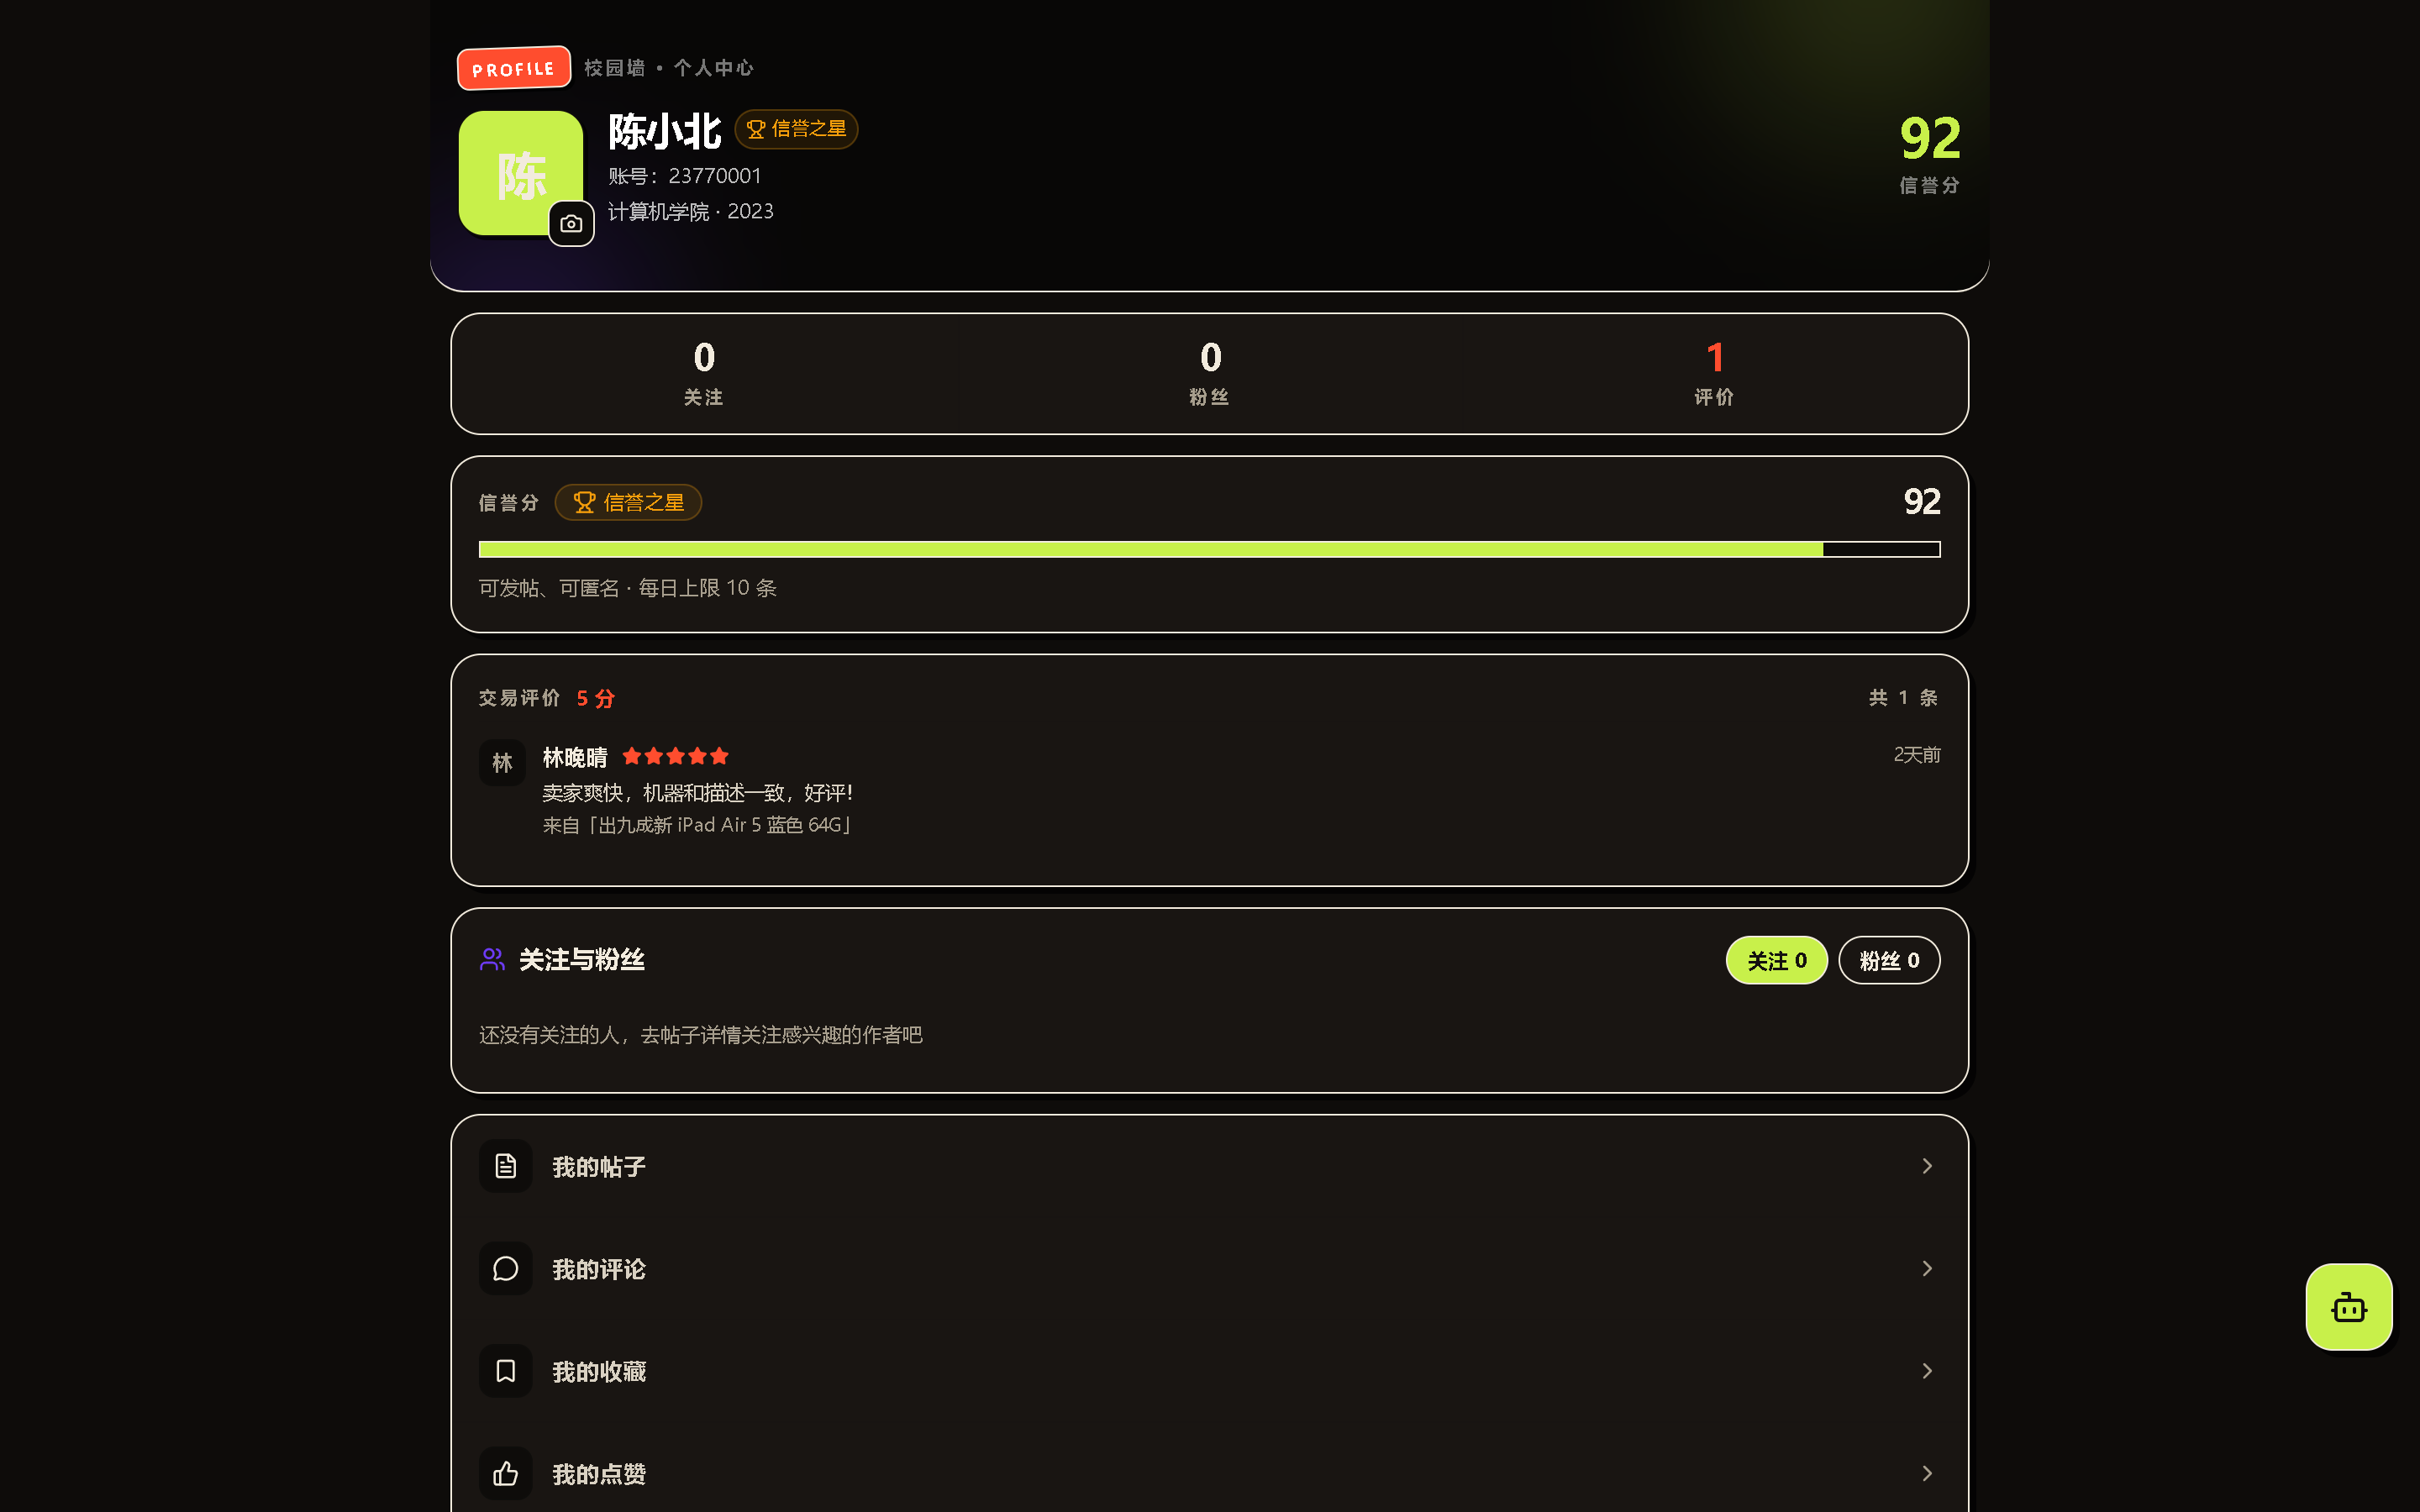 PROFILE 校园墙 • 个人中心
陈
陈小北 信誉之星
账号：23770001
计算机学院 · 2023
92
信誉分
0
关注
0
粉丝
1
评价
信誉分 信誉之星 92
可发帖、可匿名 · 每日上限 10 条
交易评价 5 分 共 1 条
林 林晚晴 2天前
卖家爽快，机器和描述一致，好评！
来自「出九成新 iPad Air 5 蓝色 64G」
关注与粉丝 关注 0 粉丝 0
还没有关注的人，去帖子详情关注感兴趣的作者吧
我的帖子
我的评论
我的收藏
我的点赞